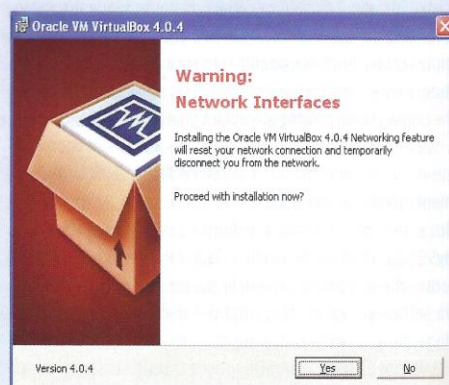 Oracle VM VirtualBox 4.0.4
Warning:
Network Interfaces
Installing the Oracle VM VirtualBox 4.0.4 Networking feature
will reset your network connection and temporarily
disconnect you from the network.
Proceed with installation now?
Version 4.0.4
Yes
No